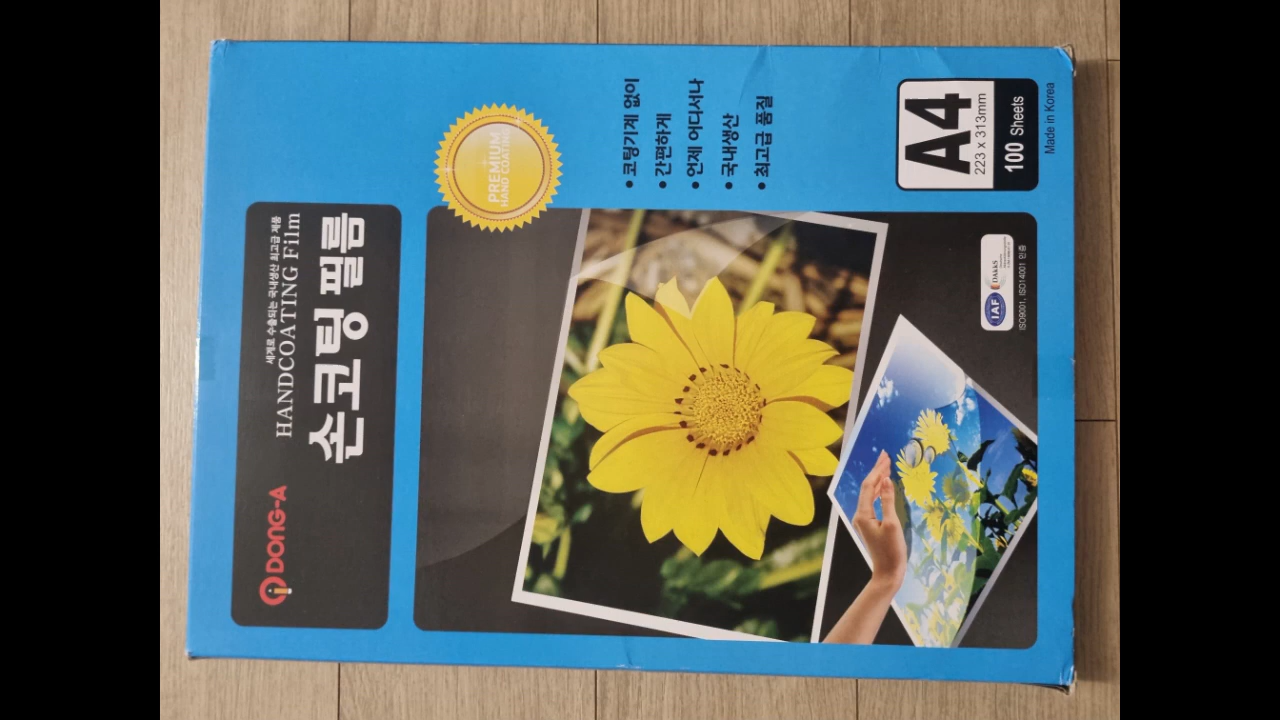 세계로 수출되는 국내생산 최고급 제품
HANDCOATING Film
DONG-A
손코팅 필름
PREMIUM
HAND COATING
• 코팅기계 없이
• 간편하게
• 언제 어디서나
• 국내생산
• 최고급 품질
A4
223 x 313mm
100 Sheets
Made in Korea
IAF
DAkkS
ISO9001, ISO14001 인증